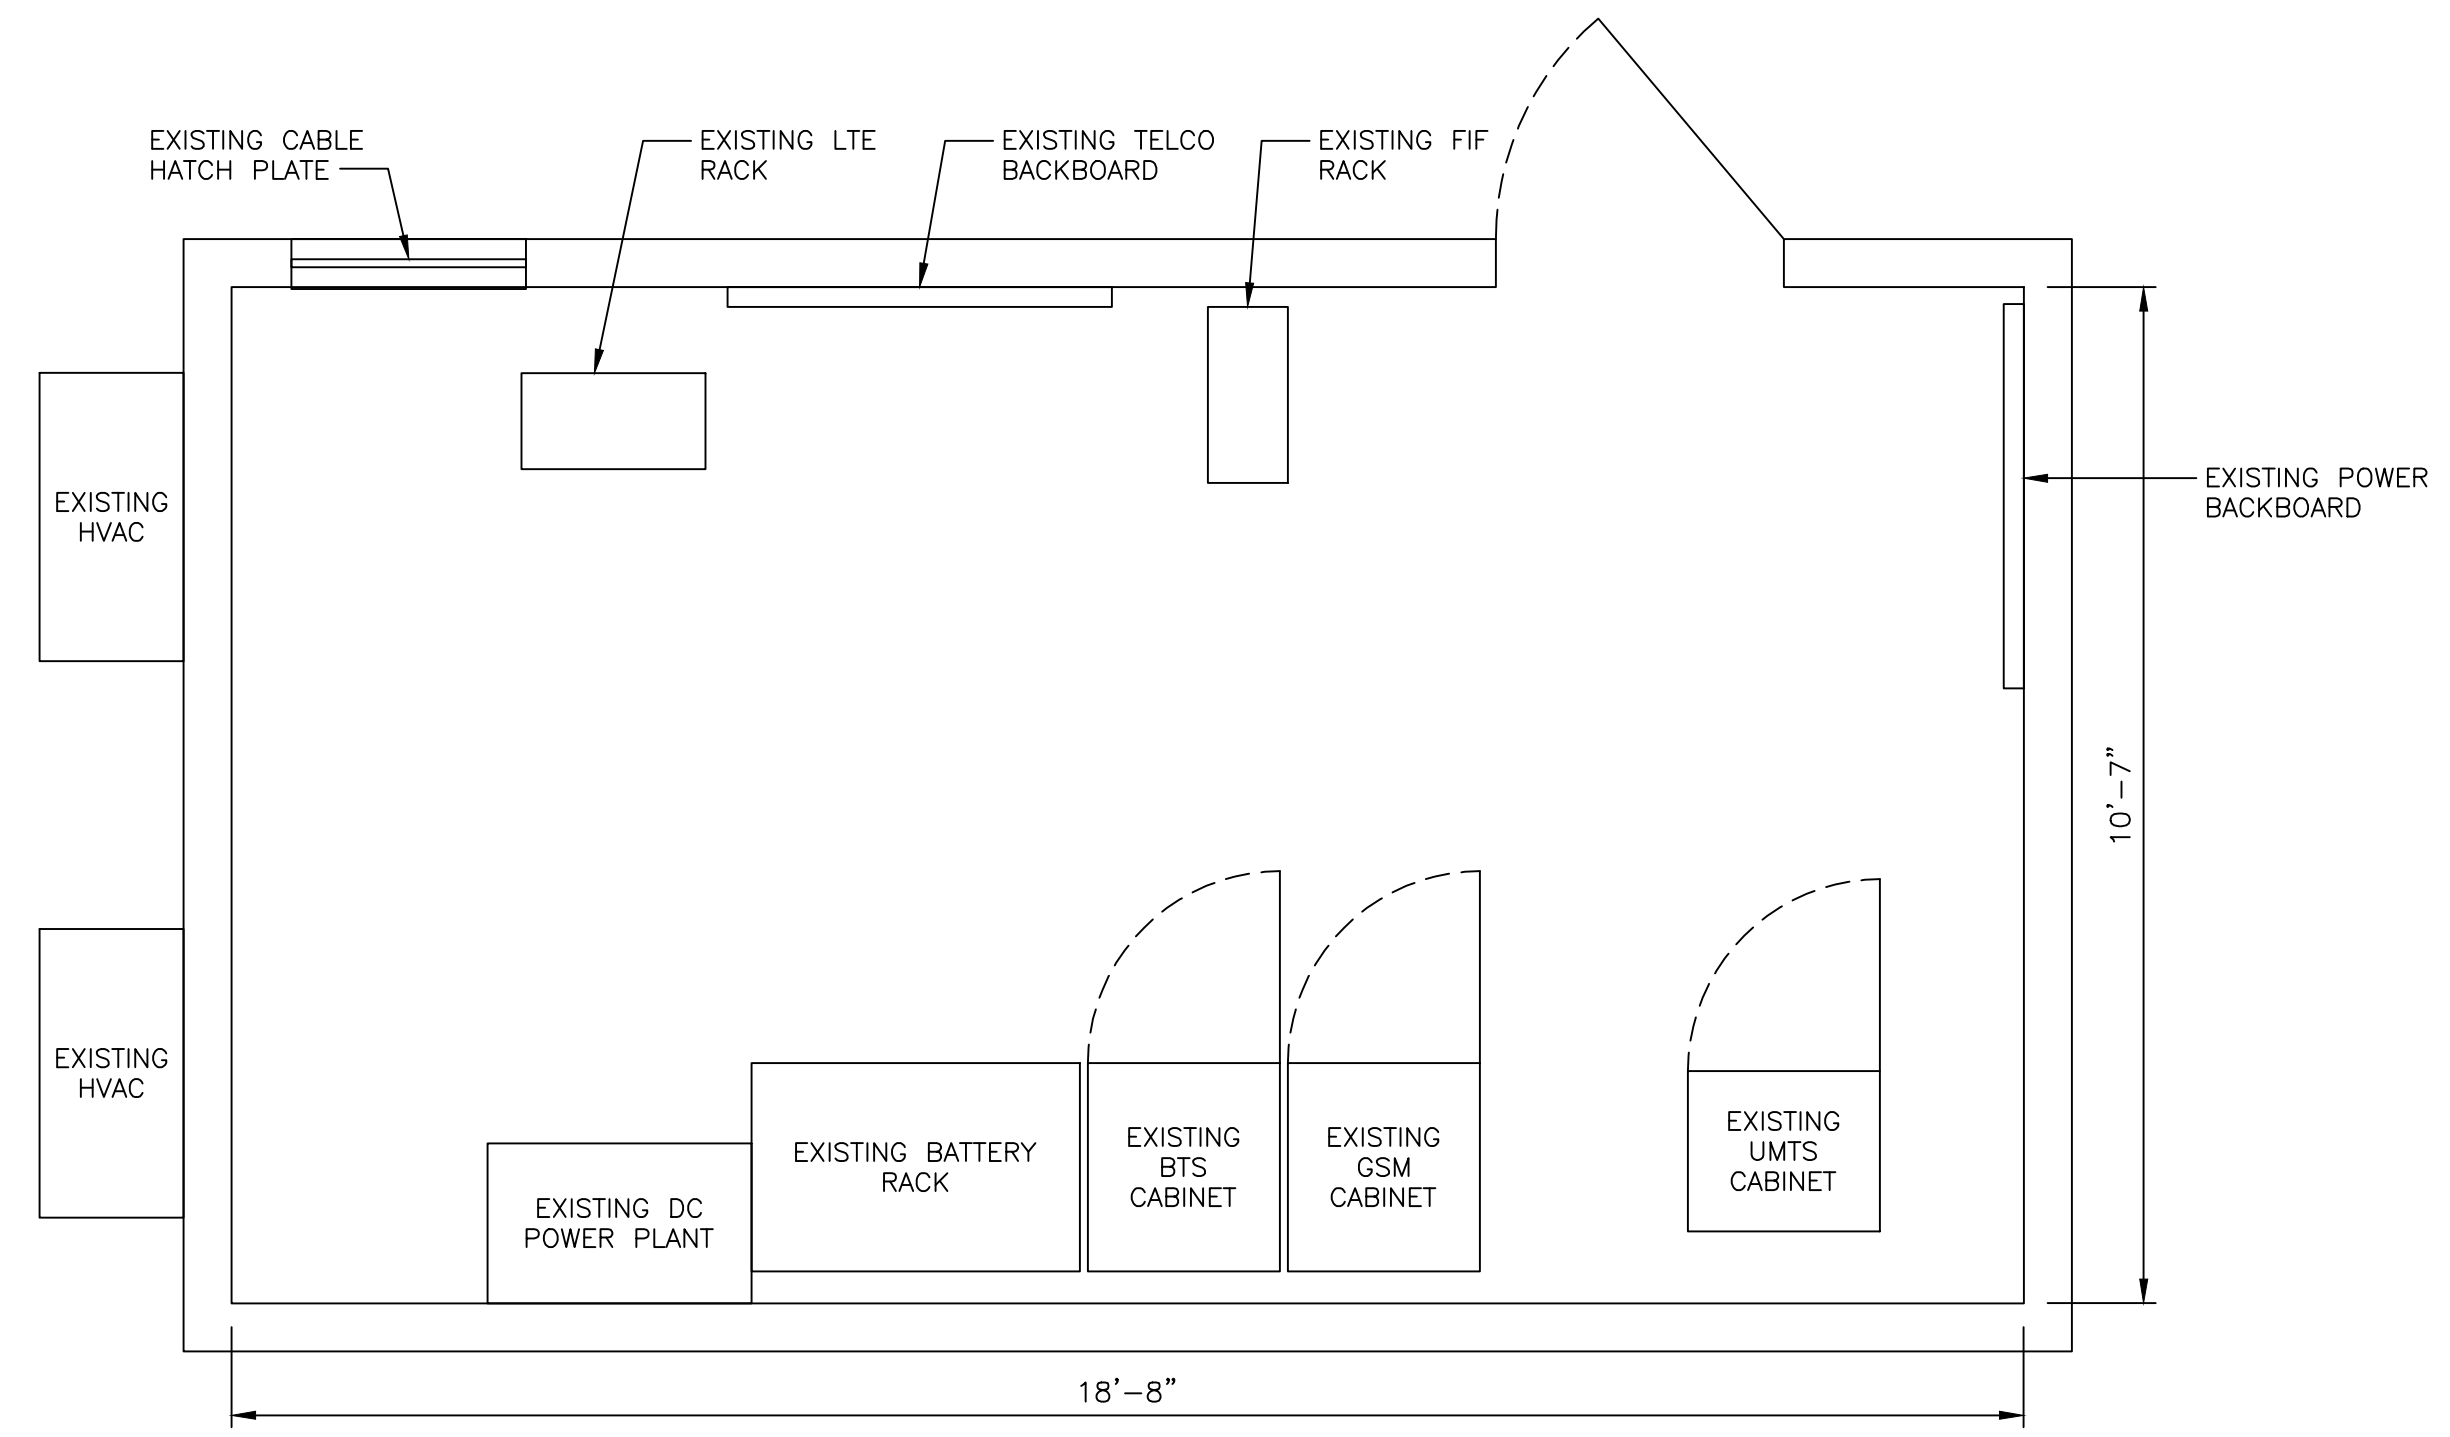 EXISTING CABLE
HATCH PLATE
EXISTING LTE
RACK
EXISTING TELCO
BACKBOARD
EXISTING FIF
RACK
EXISTING
HVAC
EXISTING POWER
BACKBOARD
10'-7"
EXISTING
HVAC
EXISTING DC
POWER PLANT
EXISTING BATTERY
RACK
EXISTING
BTS
CABINET
EXISTING
GSM
CABINET
EXISTING
UMTS
CABINET
18'-8"